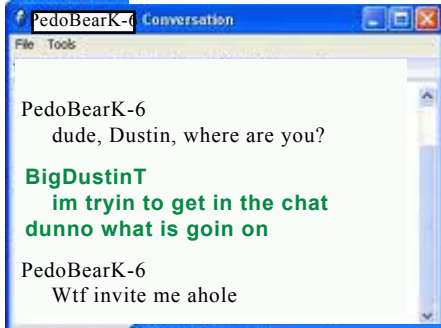 PedoBearK-6 Conversation
File Tools
PedoBearK-6
dude, Dustin, where are you?
BigDustinT
im tryin to get in the chat
dunno what is goin on
PedoBearK-6
Wtf invite me ahole